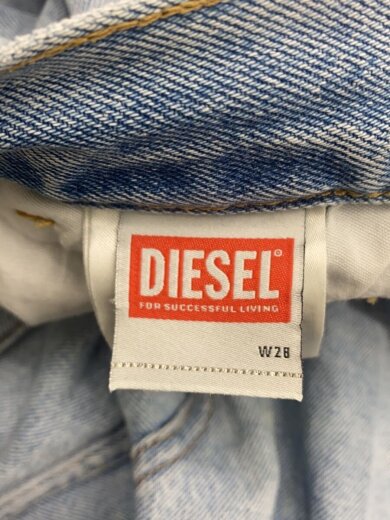 DIESEL®
FOR SUCCESSFUL LIVING
W28